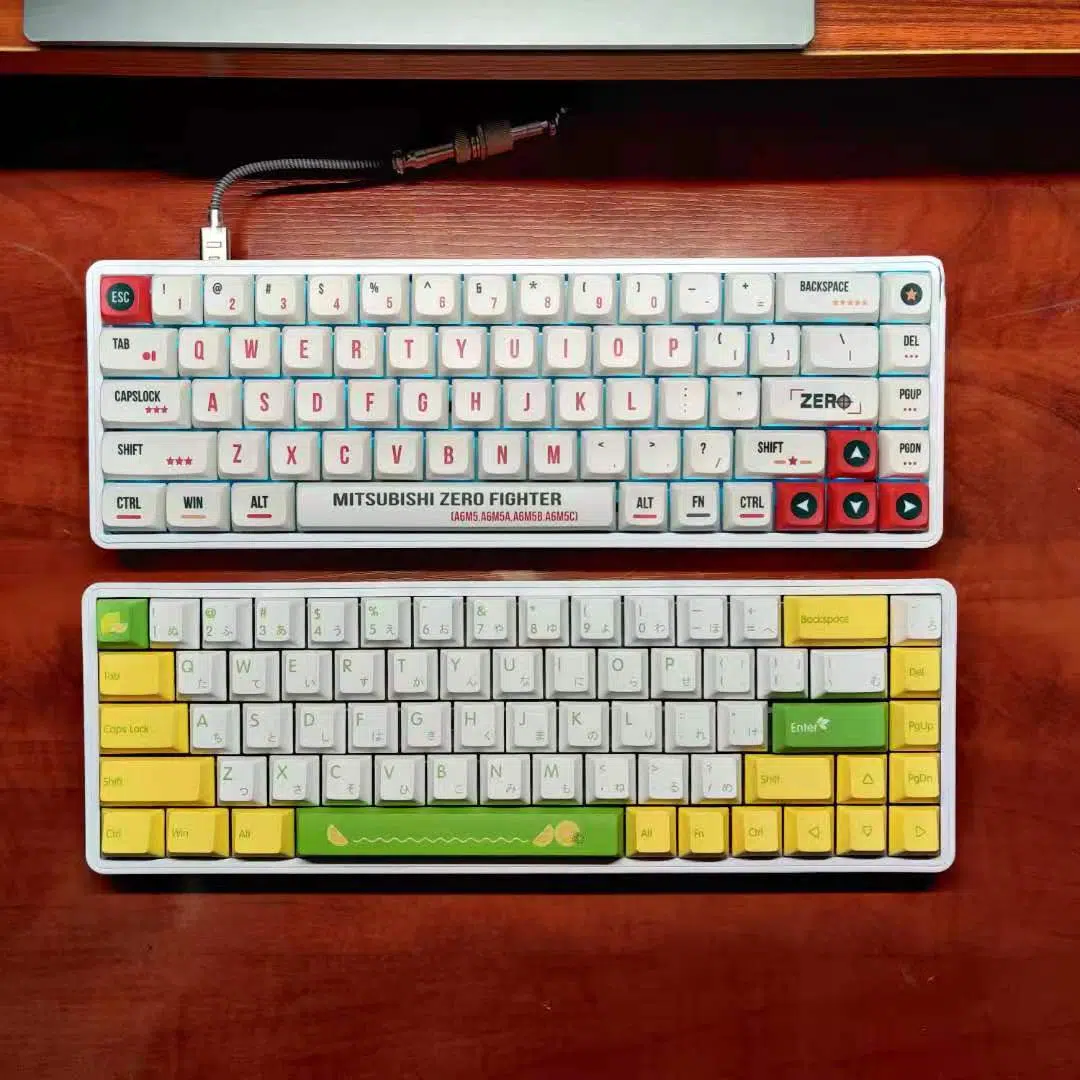 ESC ! 1 @ 2 # 3 $ 4 % 5 ^ 6 & 7 * 8 ( 9 ) 0 — - + = BACKSPACE
TAB Q W E R T Y U I O P { [ } ] \ | DEL
CAPSLOCK A S D F G H J K L : ; " ' ZERO PGUP
SHIFT Z X C V B N M < , > . ? / SHIFT PGDN
CTRL WIN ALT MITSUBISHI ZERO FIGHTER ALT FN CTRL
(A6M5,A6M5A,A6M5B,A6M5C)
! 1 ぬ @ 2 ふ # 3 あ $ 4 う % 5 え 6 お & 7 や * 8 ゆ ( 9 よ ) 0 わ — - ほ + = へ Backspace ろ
Tab Q た W て E い R す T か Y ん U な I に O ら P せ { [ } ] | \ む Del
Caps Lock A ち S と D し F は G き H く J ま K の L り : ; れ " ' け Enter PgUp
Shift Z つ X さ C そ V ひ B こ N み M も < , ね > . る ? / め Shift PgDn
Ctrl Win Alt Alt Fn Ctrl